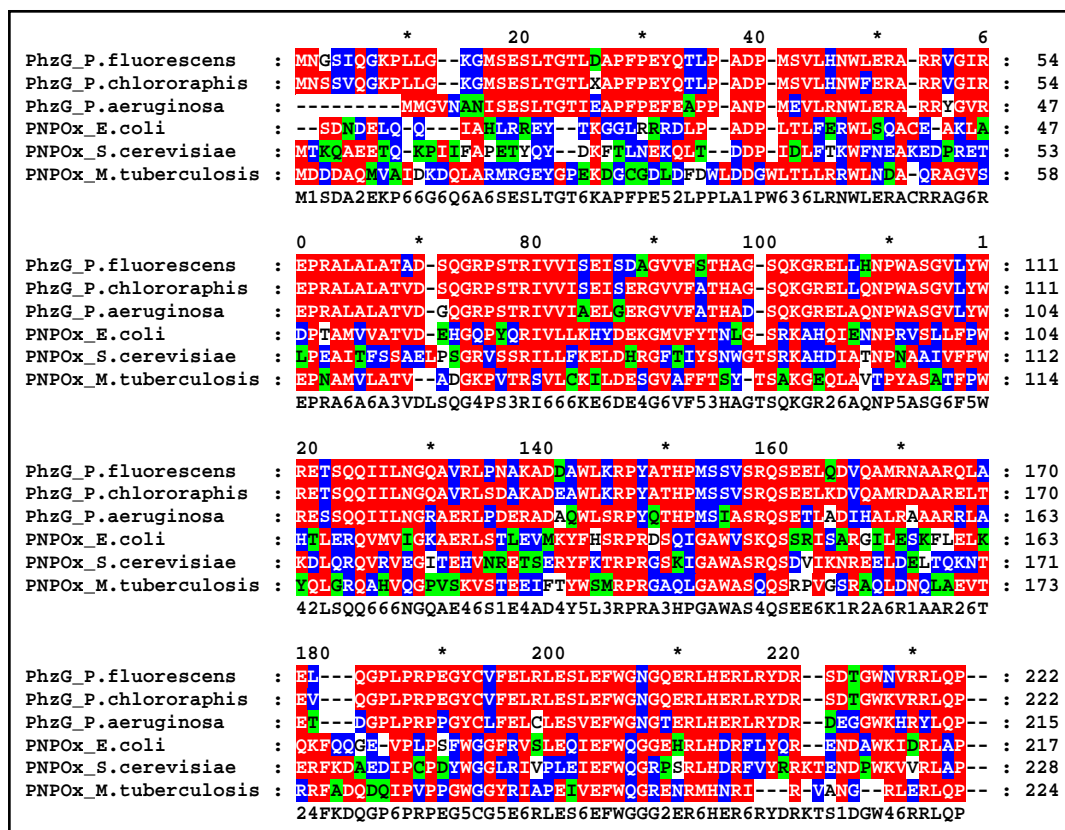 * 20 * 40 * 6
PhzG_P.fluorescens : MNGSIQGKPLLG--KGMSESLTGTLDAPFPEYQTLP-ADP-MSVLHNWLERA-RRVGIR : 54
PhzG_P.chlororaphis : MNSSVQGKPLLG--KGMSESLTGTLXAPFPEYQTLP-ADP-MSVLHNWFERA-RRVGIR : 54
PhzG_P.aeruginosa : ---------MMGVNANISESLTGTIEAPFPEFEAPP-ANP-MEVLRNWLERA-RRYGVR : 47
PNPOx_E.coli : --SDNDELQ-Q---IAHLRREY--TKGGLRRRDLP--ADP-LTLFERWLSQACE-AKLA : 47
PNPOx_S.cerevisiae : MTKQAEETQ-KPIIFAPETYQY--DKFTLNEKQLT--DDP-IDLFTKWFNEAKEDPRET : 53
PNPOx_M.tuberculosis : MDDDAQMVAIDKDQLARMRGEYGPEKDGCGDLDFDWLDDGWLTLLRRWLNDA-QRAGVS : 58
M1SDA2EKP66G6Q6A6SESLTGT6KAPFPE52LPPLA1PW636LRNWLERACRRAG6R
0 * 80 * 100 * 1
PhzG_P.fluorescens : EPRALALATAD-SQGRPSTRIVVISEISDAGVVFSTHAG-SQKGRELLHNPWASGVLYW : 111
PhzG_P.chlororaphis : EPRALALATVD-SQGRPSTRIVVISEISERGVVFATHAG-SQKGRELLQNPWASGVLYW : 111
PhzG_P.aeruginosa : EPRALALATVD-GQGRPSTRIVVIAELGERGVVFATHAD-SQKGRELAQNPWASGVLYW : 104
PNPOx_E.coli : DPTAMVVATVD-EHGQPYQRIVLLKHYDEKGMVFYTNLG-SRKAHQIENNPRVSLLFPW : 104
PNPOx_S.cerevisiae : LPEAITFSSAELPSGRVSSRILLFKELDHRGFTIYSNWGTSRKAHDIATNPNAAIVFFW : 112
PNPOx_M.tuberculosis : EPNAMVLATV--ADGKPVTRSVLCKILDESGVAFFTSY-TSAKGEQLAVTPYASATFPW : 114
EPRA6A6A3VDLSQG4PS3RI666KE6DE4G6VF53HAGTSQKGR26AQNP5ASG6F5W
20 * 140 * 160 *
PhzG_P.fluorescens : RETSQQIILNGQAVRLPNAKADDAWLKRPYATHPMSSVSRQSEELQDVQAMRNAARQLA : 170
PhzG_P.chlororaphis : RETSQQIILNGQAVRLSDAKADEAWLKRPYATHPMSSVSRQSEELKDVQAMRDAARELT : 170
PhzG_P.aeruginosa : RESSQQIILNGRAERLPDERADAQWLSRPYQTHPMSIASRQSETLADIHALRAAARRLA : 163
PNPOx_E.coli : HTLERQVMVIGKAERLSTLEVMKYFHSRPRDSQIGAWVSKQSSRISARGILESKFLELK : 163
PNPOx_S.cerevisiae : KDLQRQVRVEGITEHVNRETSERYFKTRPRGSKIGAWASRQSDVIKNREELDELTQKNT : 171
PNPOx_M.tuberculosis : YQLGRQAHVQGPVSKVSTEEIFTYWSMRPRGAQLGAWASQQSRPVGSRAQLDNQLAEVT : 173
42LSQQ666NGQAE46S1E4AD4Y5L3RPRA3HPGAWAS4QSEE6K1R2A6R1AAR26T
180 * 200 * 220 *
PhzG_P.fluorescens : EL---QGPLPRPEGYCVFELRLESLEFWGNGQERLHERLRYDR--SDTGWNVRRLQP-- : 222
PhzG_P.chlororaphis : EV---QGPLPRPEGYCVFELRLESLEFWGNGQERLHERLRYDR--SDTGWKVRRLQP-- : 222
PhzG_P.aeruginosa : ET---DGPLPRPPGYCLFELCLESVEFWGNGTERLHERLRYDR--DEGGWKHRYLQP-- : 215
PNPOx_E.coli : QKFQQGE-VPLPSFWGGFRVSLEQIEFWQGGEHRLHDRFLYQR--ENDAWKIDRLAP-- : 217
PNPOx_S.cerevisiae : ERFKDAEDIPCPDYWGGLRIVPLEIEFWQGRPSRLHDRFVYRRKTENDPWKVVRLAP-- : 228
PNPOx_M.tuberculosis : RRFADQDQIPVPPGWGGYRIAPEIVEFWQGRENRMHNRI---R-VANG--RLERLQP-- : 224
24FKDQGP6PRPEG5CG5E6RLES6EFWGGG2ER6HER6RYDRKTS1DGW46RRLQP